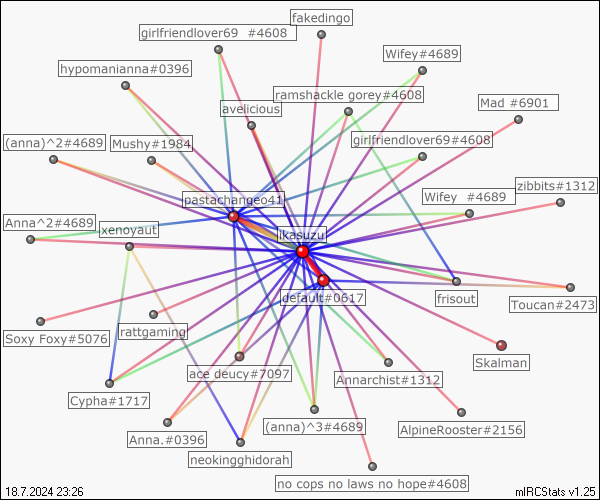 fakedingo
girlfriendlover69  #4608
Wifey#4689
hypomanianna#0396
ramshackle gorey#4608
Mad #6901
avelicious
(anna)^2#4689
Mushy#1984
girlfriendlover69#4608
zibbits#1312
pastachangeo41
Wifey  #4689
Anna^2#4689
xenoyaut
ikasuzu
default#0617
frisout
Toucan#2473
Soxy Foxy#5076
rattgaming
Skalman
ace deucy#7097
Annarchist#1312
Cypha#1717
(anna)^3#4689
AlpineRooster#2156
Anna.#0396
neokingghidorah
no cops no laws no hope#4608
18.7.2024 23:26
mIRCStats v1.25